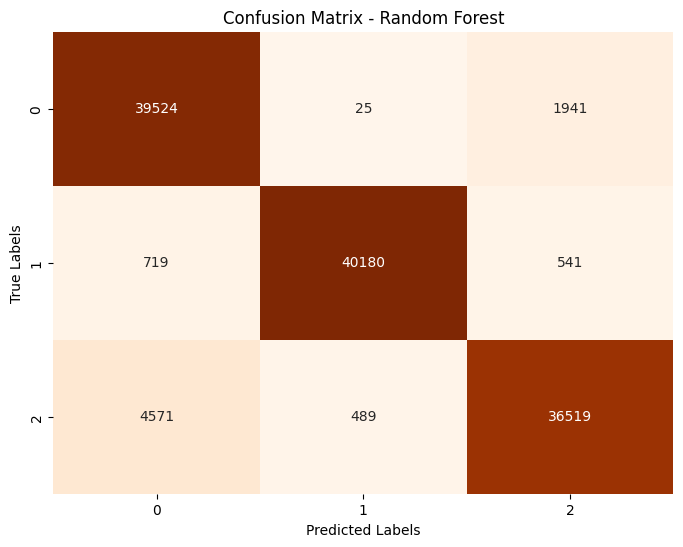 Confusion Matrix - Random Forest
0 39524 25 1941
1 719 40180 541
2 4571 489 36519
0 1 2
True Labels
Predicted Labels